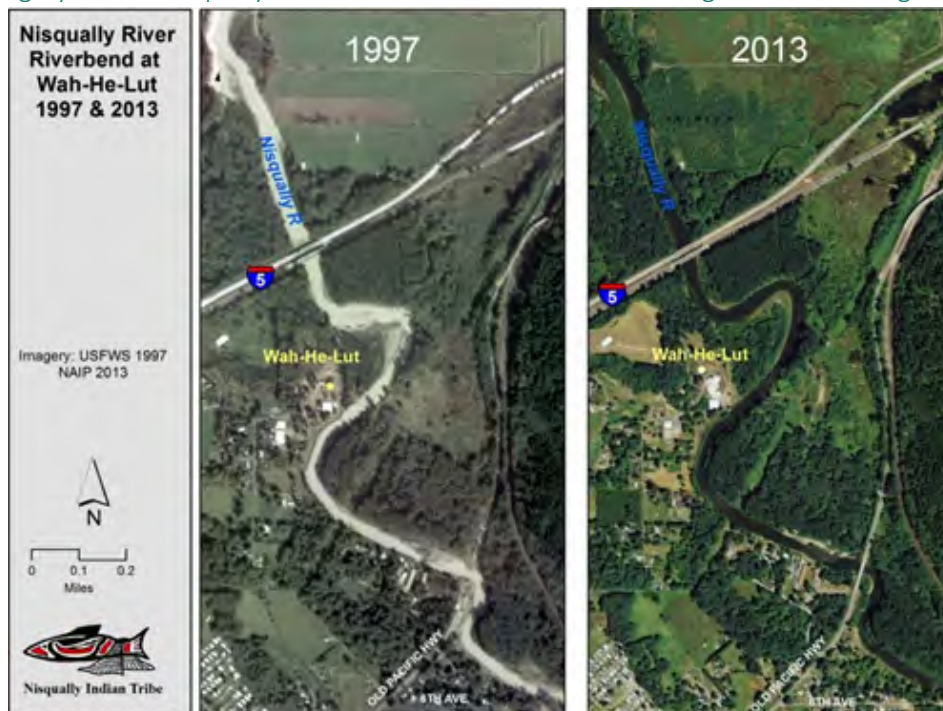 Nisqually River
Riverbend at
Wah-He-Lut
1997 & 2013
Imagery: USFWS 1997
NAIP 2013
N
0 0.1 0.2
Miles
Nisqually Indian Tribe
1997
Nisqually R
5
Wah-He-Lut
OLD PACIFIC HWY
8TH AVE
2013
Nisqually R
5
Wah-He-Lut
OLD PACIFIC HWY
8TH AVE